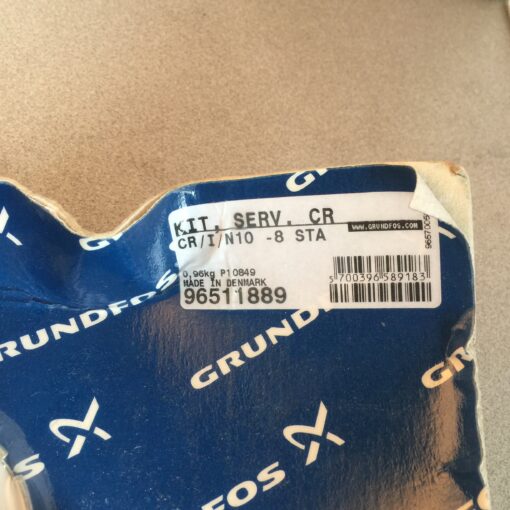 KIT, SERV. CR
CR/I/N10 -8 STA
WWW.GRUNDFOS.COM
0,96kg P10849
MADE IN DENMARK
96511889
5 700396 589183
GRUNDFOS
GRUNDFOS
GRUNDFOS